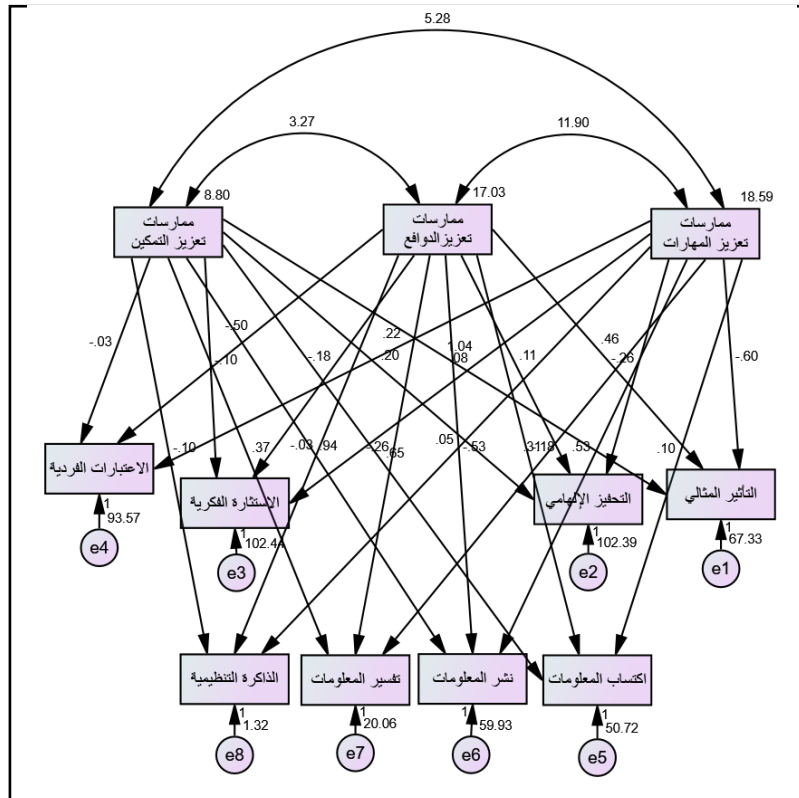 5.28
3.27
11.90
8.80
17.03
18.59
ممارسات
تعزيز التمكين
ممارسات
تعزيزالدوافع
ممارسات
تعزيز المهارات
-.03
-.50
-.10
-.18
.22
.20
1.04
.08
.11
.46
-.26
-.60
-.10
.37
-.03
.94
-.26
.65
.05
-.53
.31
.18
.53
.10
الاعتبارات الفردية
الاستثارة الفكرية
التحفيز الإلهامي
التأثير المثالي
1
93.57
1
102.44
1
102.39
1
67.33
e4
e3
e2
e1
الذاكرة التنظيمية
تفسير المعلومات
نشر المعلومات
اكتساب المعلومات
1
1.32
1
20.06
1
59.93
1
50.72
e8
e7
e6
e5